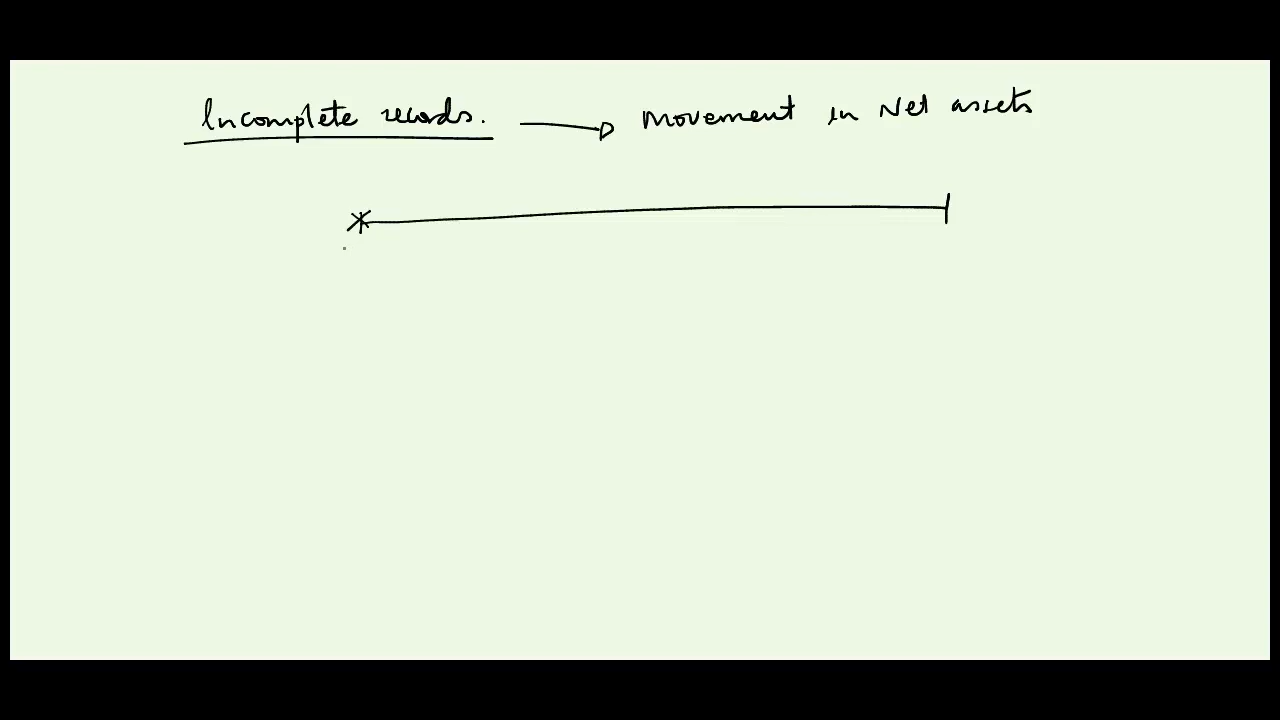 Incomplete records. → Movement in Net assets